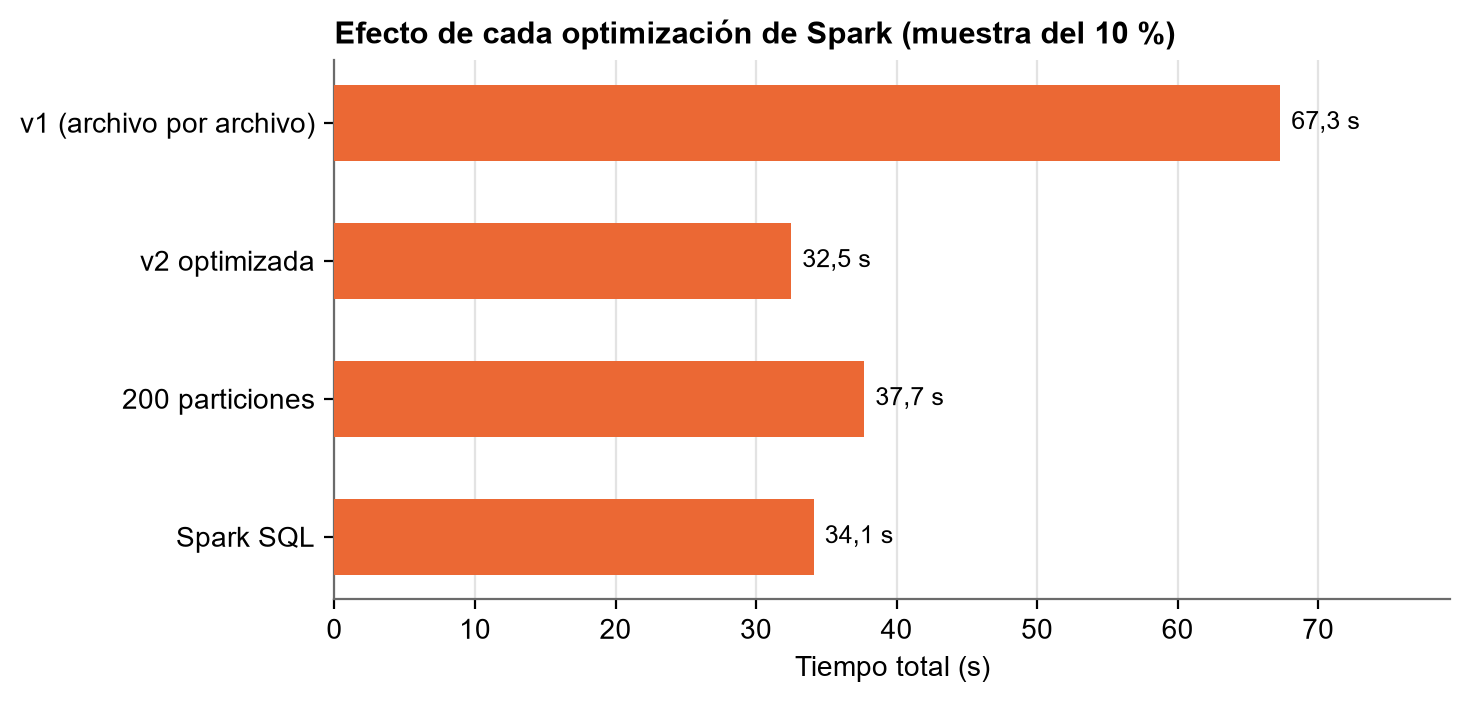 Efecto de cada optimización de Spark (muestra del 10 %)
v1 (archivo por archivo)
67,3 s
v2 optimizada
32,5 s
200 particiones
37,7 s
Spark SQL
34,1 s
0 10 20 30 40 50 60 70
Tiempo total (s)